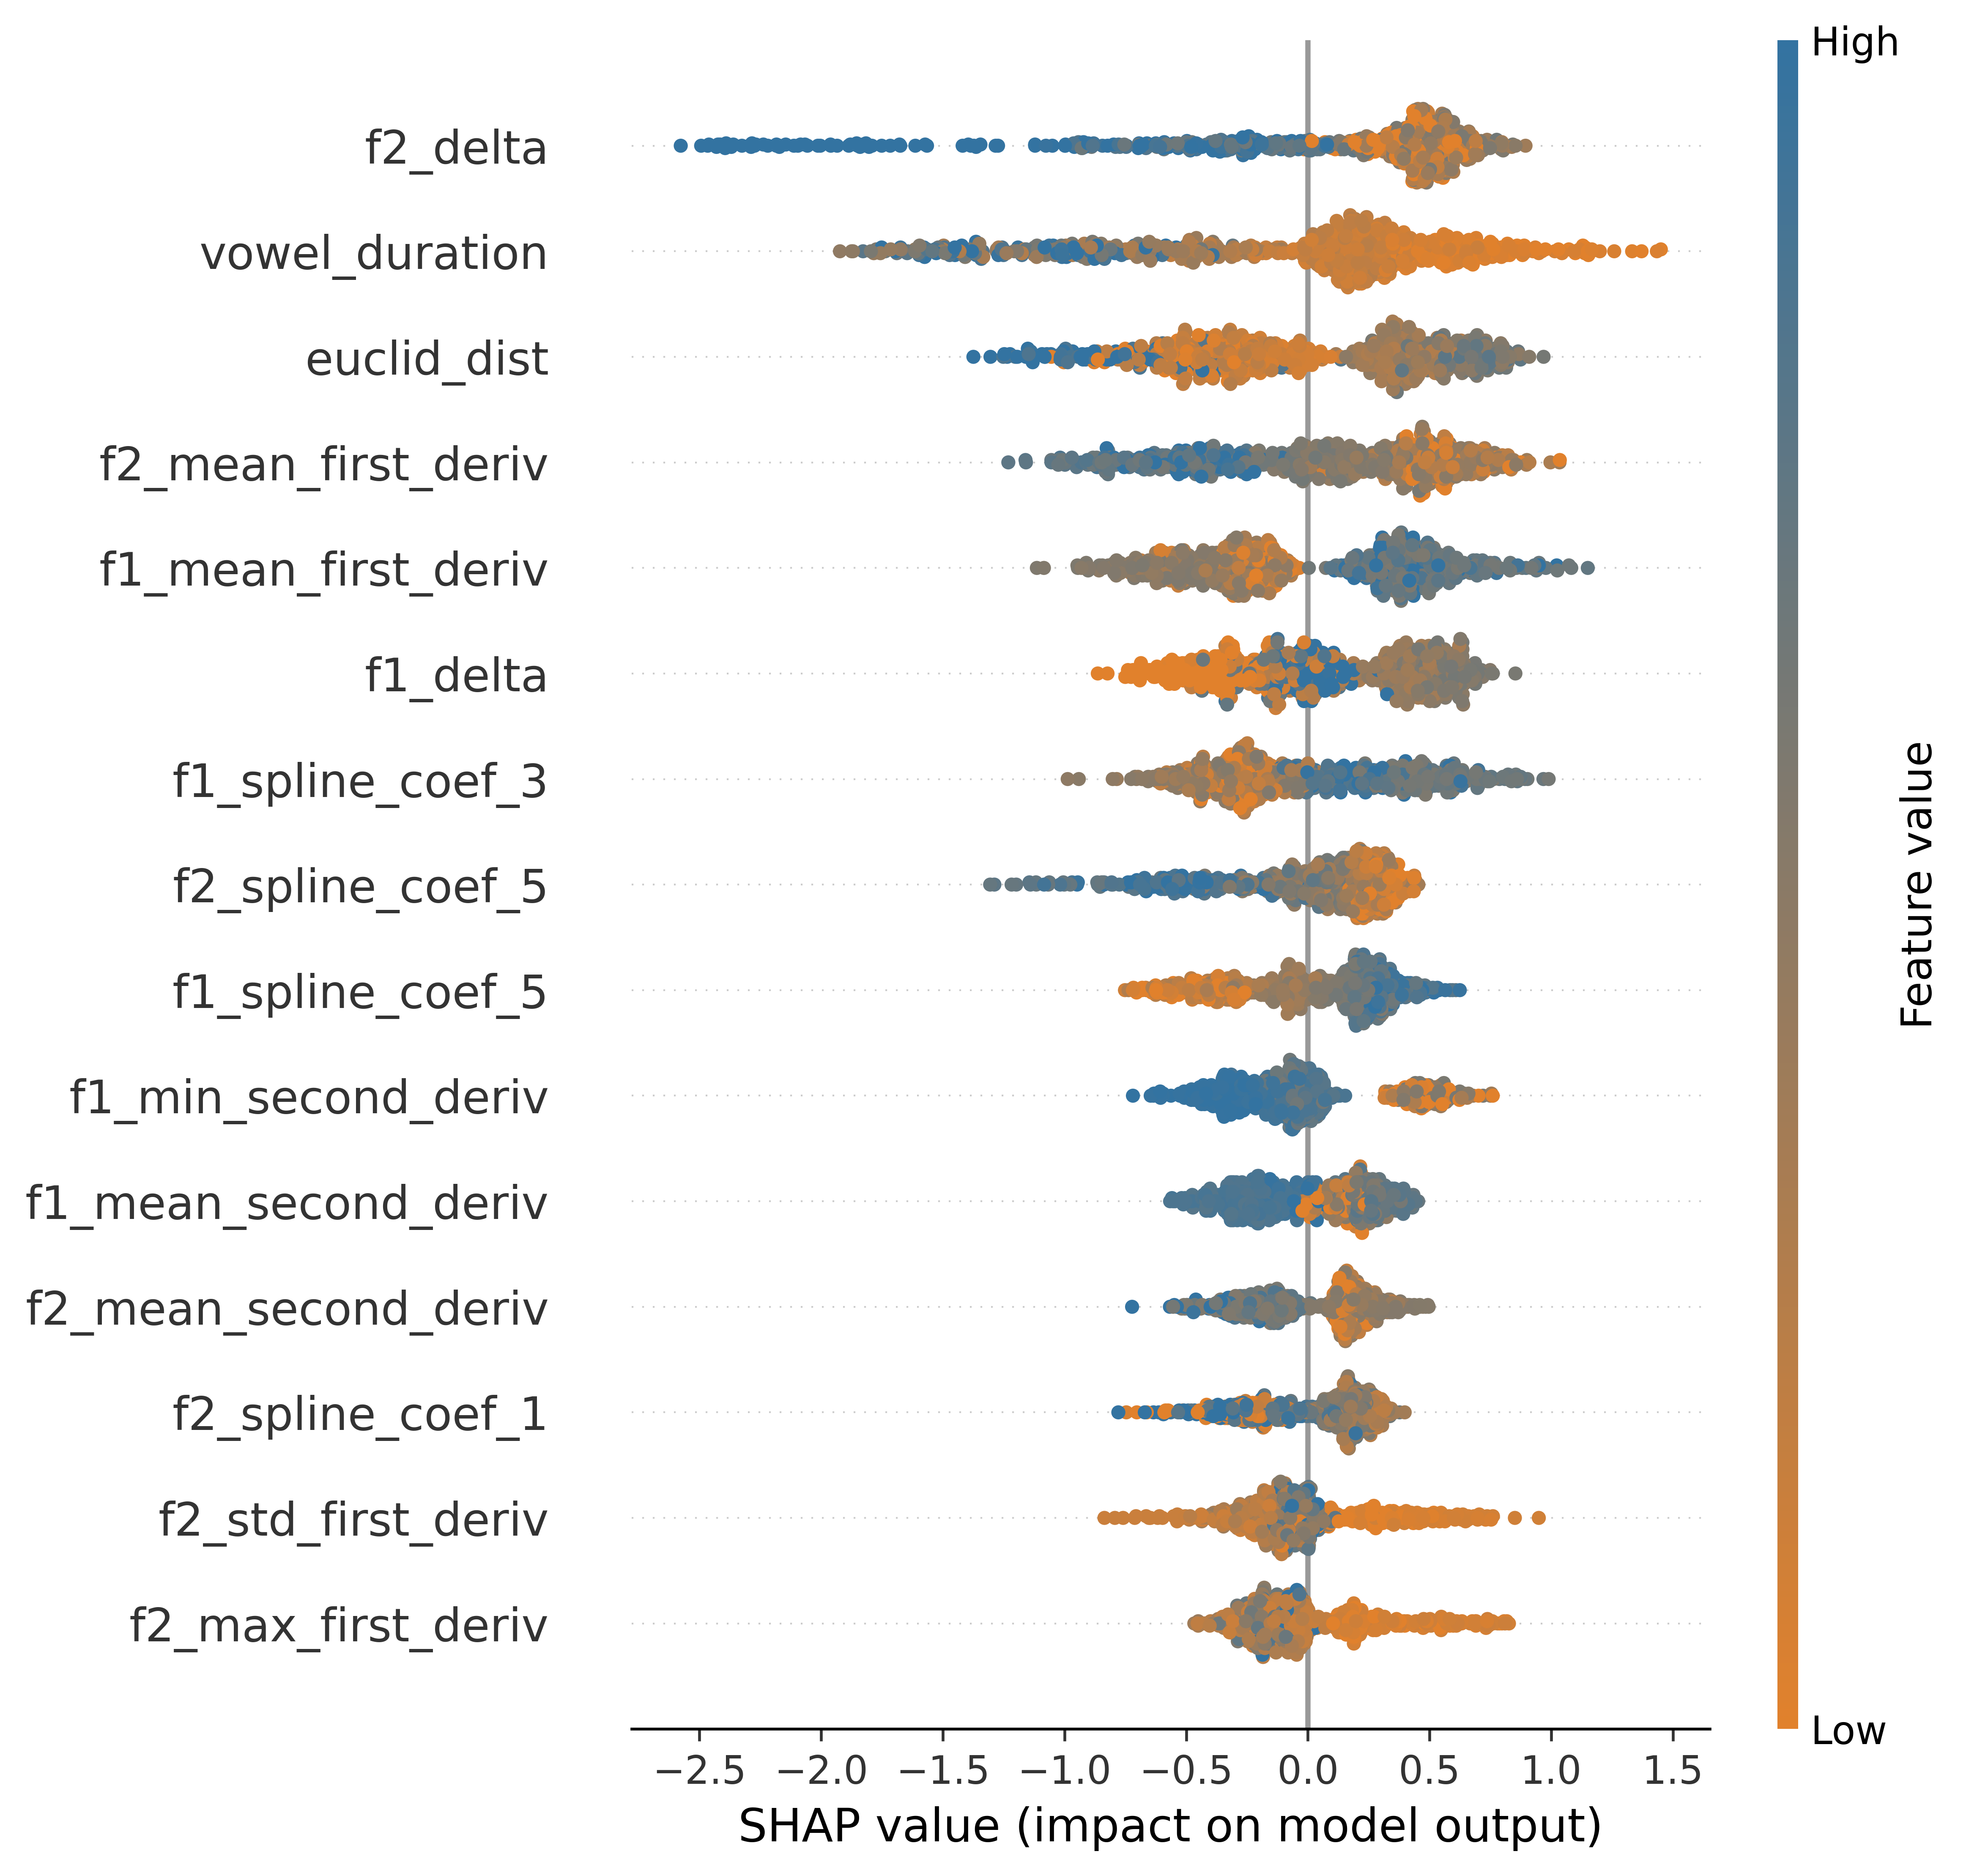 High
f2_delta
vowel_duration
euclid_dist
f2_mean_first_deriv
f1_mean_first_deriv
f1_delta
f1_spline_coef_3
f2_spline_coef_5
f1_spline_coef_5
f1_min_second_deriv
f1_mean_second_deriv
f2_mean_second_deriv
f2_spline_coef_1
f2_std_first_deriv
f2_max_first_deriv
Feature value
Low
−2.5 −2.0 −1.5 −1.0 −0.5 0.0 0.5 1.0 1.5
SHAP value (impact on model output)